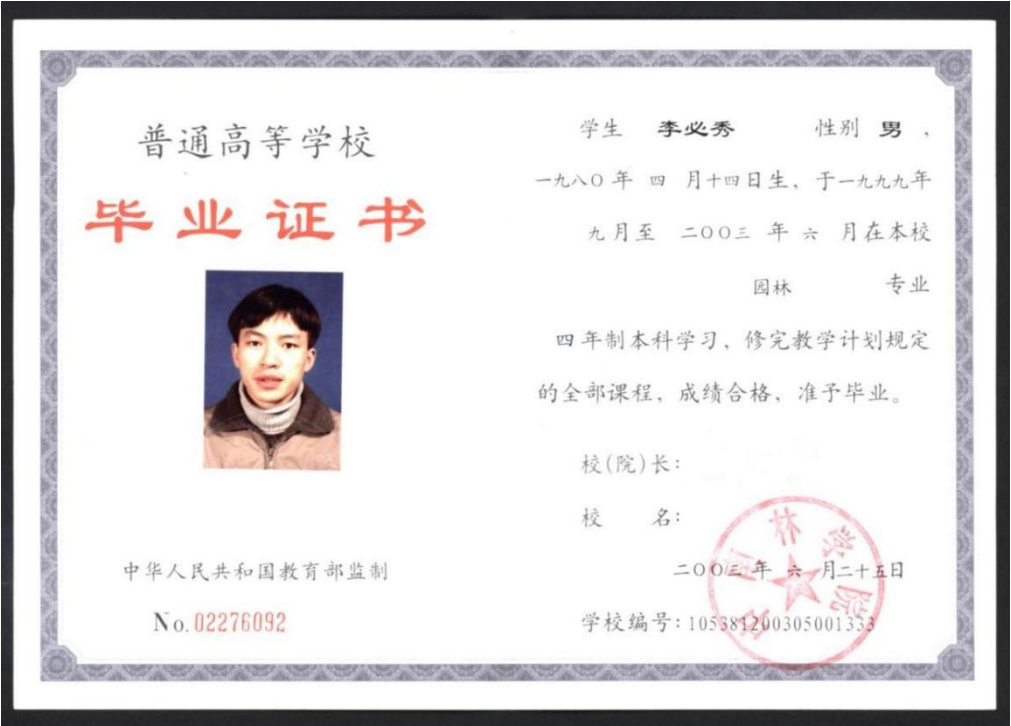 普通高等学校
毕业证书
中华人民共和国教育部监制
No. 02276092
学生 李必秀 性别 男，
一九八〇年 四 月十四日生，于一九九九年
九月至 二〇〇三 年 六 月在本校
园林 专业
四年制本科学习，修完教学计划规定
的全部课程，成绩合格，准予毕业。
校(院)长：
校 名：
二〇〇三 年 六 月二十五日
学校编号：105381200305001333
林学院